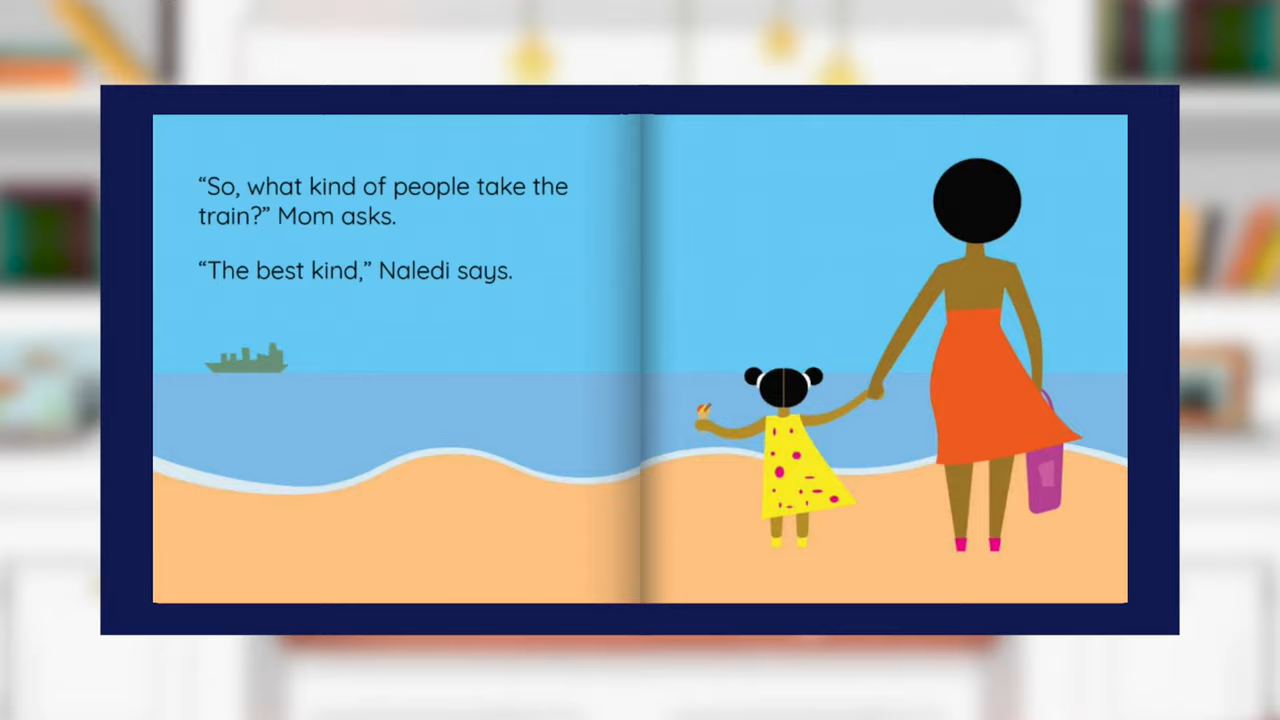 “So, what kind of people take the
train?” Mom asks.
“The best kind,” Naledi says.